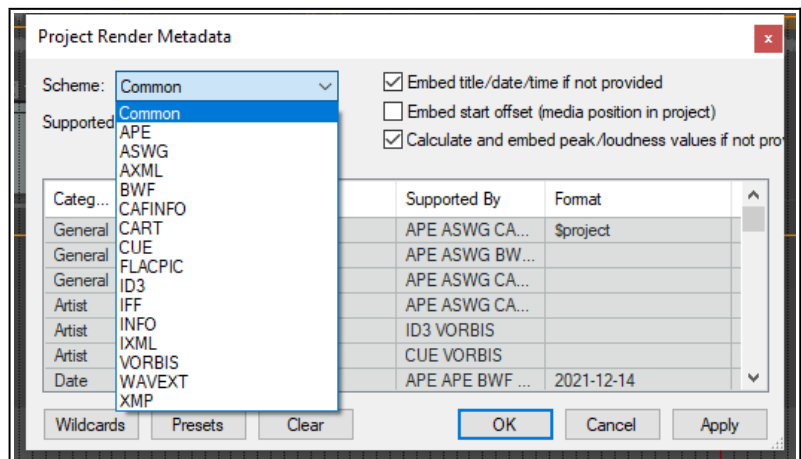 Project Render Metadata
x
Scheme: Common
Embed title/date/time if not provided
Embed start offset (media position in project)
Calculate and embed peak/loudness values if not pro
Supported
Common
APE
ASWG
AXML
BWF
CAFINFO
CART
CUE
FLACPIC
ID3
IFF
INFO
IXML
VORBIS
WAVEXT
XMP
Categ... Supported By Format
General APE ASWG CA... $project
General APE ASWG BW...
General APE ASWG CA...
Artist APE ASWG CA...
Artist ID3 VORBIS
Artist CUE VORBIS
Date APE APE BWF ... 2021-12-14
Wildcards Presets Clear OK Cancel Apply